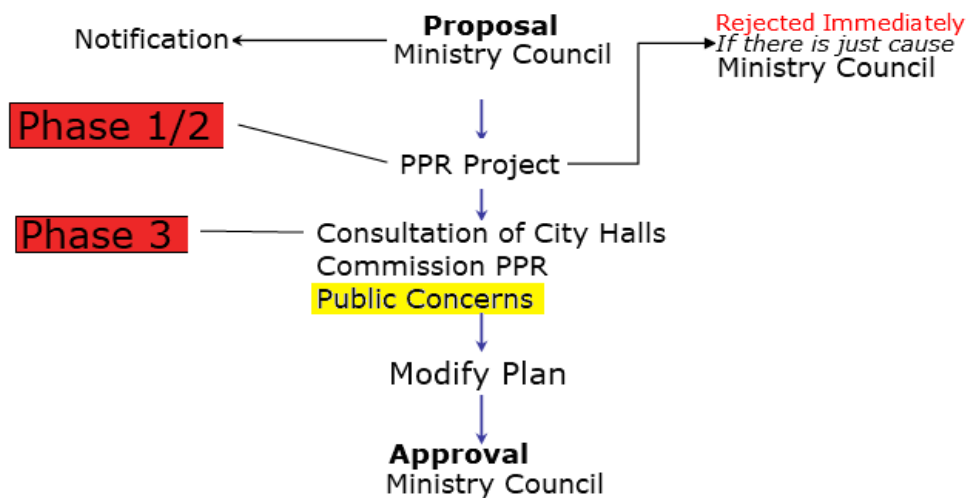 Notification
Proposal
Ministry Council
Rejected Immediately
If there is just cause
Ministry Council
Phase 1/2
PPR Project
Phase 3
Consultation of City Halls
Commission PPR
Public Concerns
Modify Plan
Approval
Ministry Council